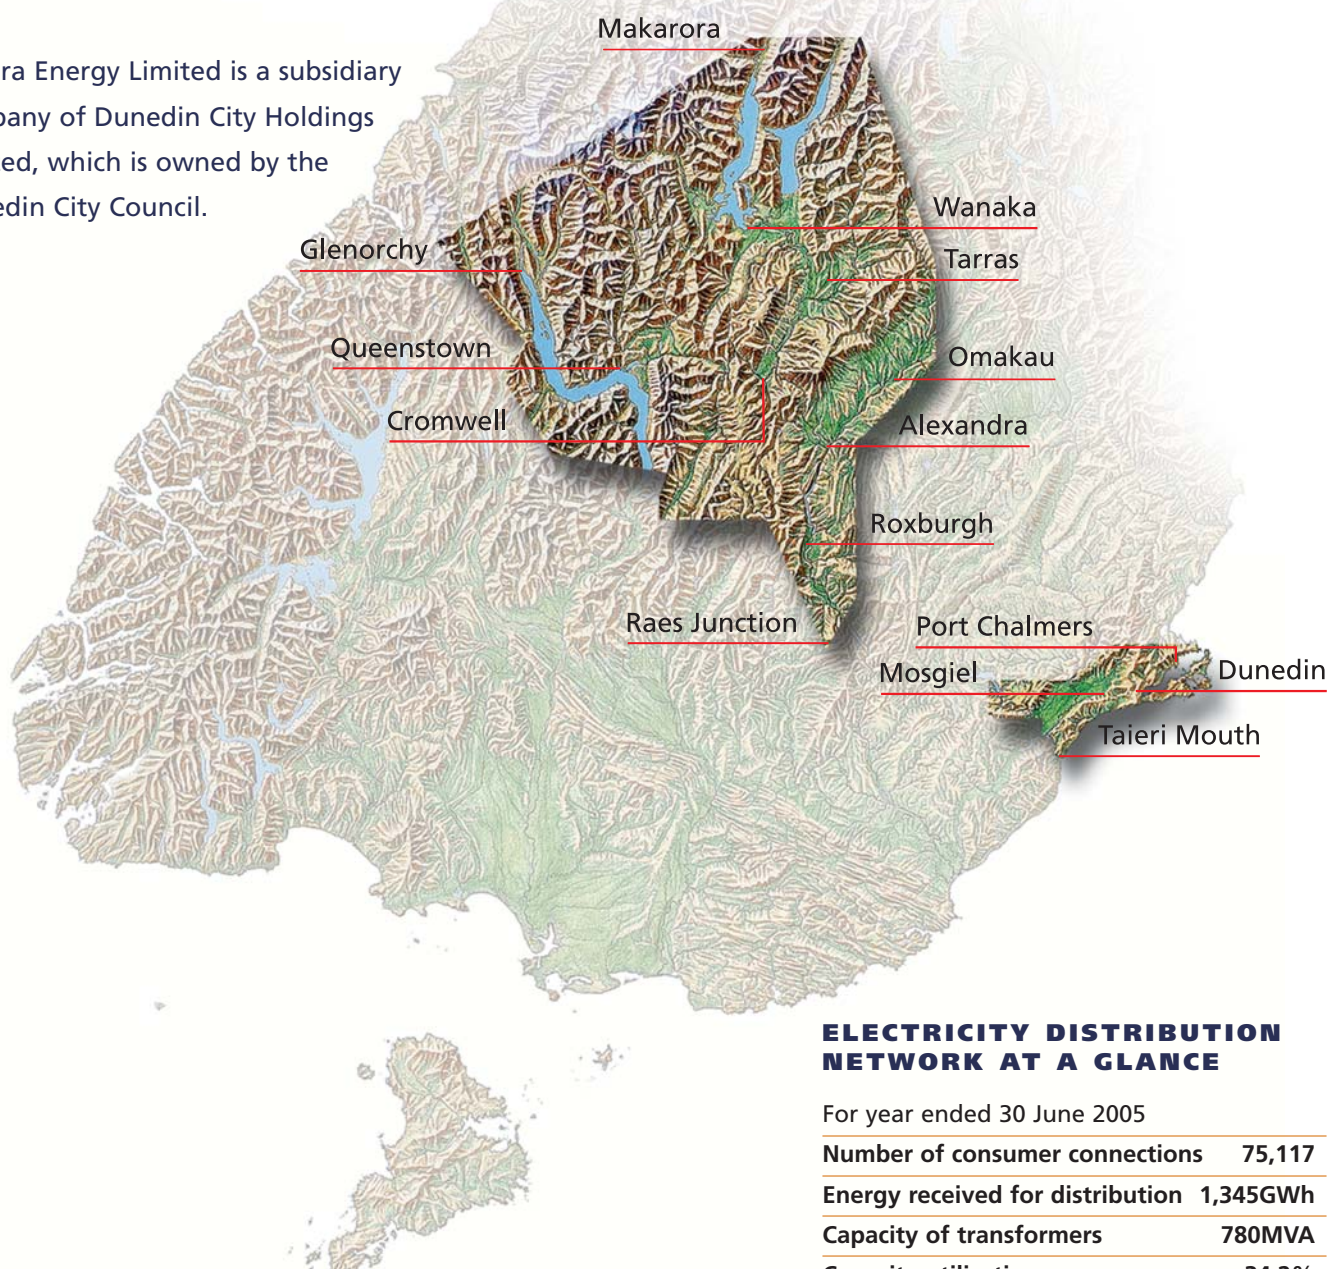 Makarora
ra Energy Limited is a subsidiary
pany of Dunedin City Holdings
ed, which is owned by the
edin City Council.
Wanaka
Glenorchy
Tarras
Queenstown
Omakau
Cromwell
Alexandra
Roxburgh
Raes Junction
Port Chalmers
Mosgiel
Dunedin
Taieri Mouth
ELECTRICITY DISTRIBUTION
NETWORK AT A GLANCE
For year ended 30 June 2005
Number of consumer connections 75,117
Energy received for distribution 1,345GWh
Capacity of transformers 780MVA